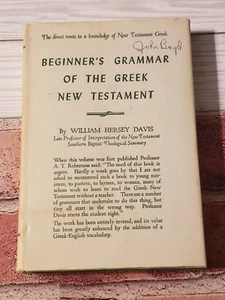 The direct route to a knowledge of New Testament Greek
John Boyd
BEGINNER'S GRAMMAR
OF THE GREEK
NEW TESTAMENT
By WILLIAM HERSEY DAVIS
Late Professor of Interpretation of the New Testament
Southern Baptist Theological Seminary
When this volume was first published Professor
A. T. Robertson said: "The need of this book is
urgent. Hardly a week goes by that I am not
asked to recommend such a book to young min-
isters, to pastors, to laymen, to women, many of
whom wish to learn to read the Greek New
Testament without a teacher. There are a number
of grammars that undertake to do this thing, but
they all start in the wrong way. Professor
Davis starts the student right."
The work has been entirely revised, and its value
has been greatly enhanced by the addition of a
Greek-English vocabulary.